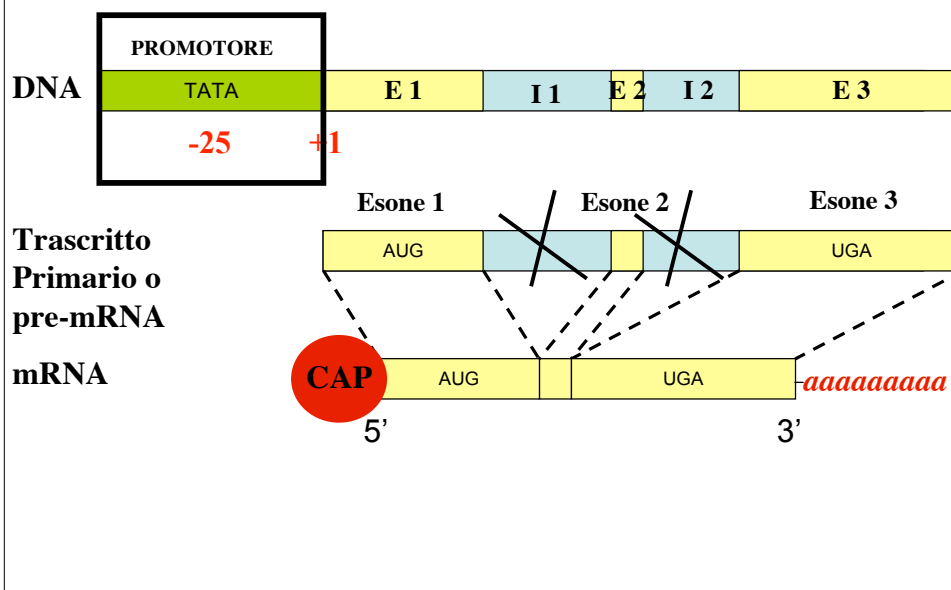 PROMOTORE
DNA
TATA
E 1
I 1
E 2
I 2
E 3
-25
+1
Esone 1
Esone 2
Esone 3
Trascritto
Primario o
pre-mRNA
AUG
UGA
mRNA
CAP
AUG
UGA
aaaaaaaaa
5’
3’